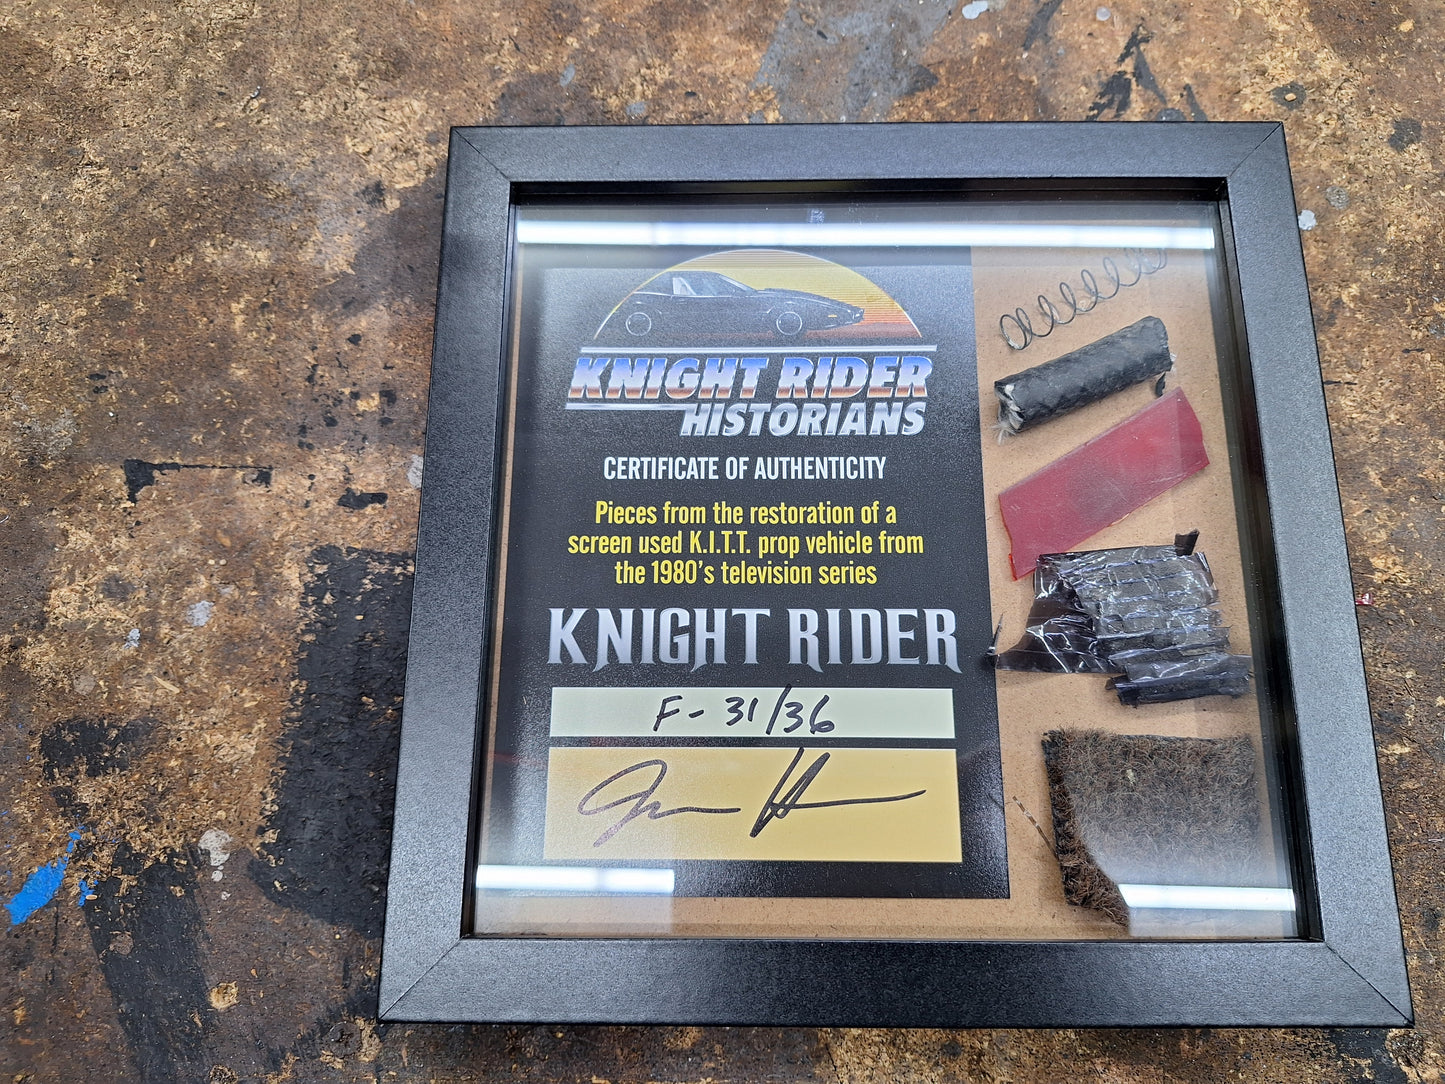 KNIGHT RIDER
HISTORIANS
CERTIFICATE OF AUTHENTICITY
Pieces from the restoration of a
screen used K.I.T.T. prop vehicle from
the 1980's television series
KNIGHT RIDER
F-31/36